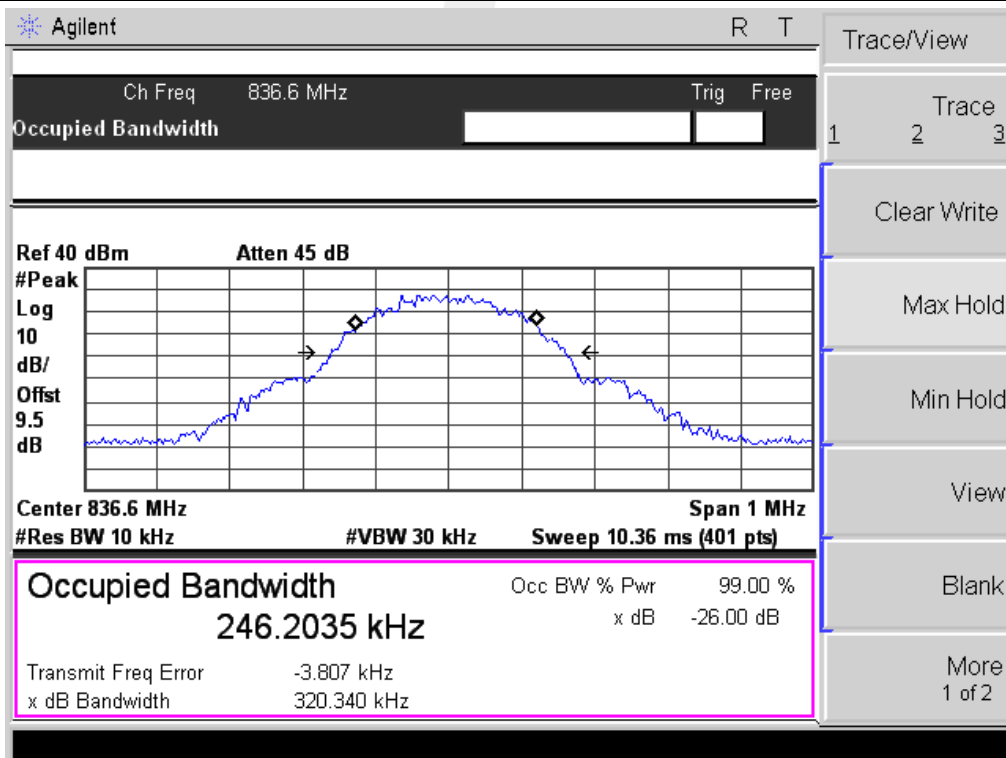 Agilent R T
Ch Freq 836.6 MHz Trig Free
Occupied Bandwidth
Ref 40 dBm Atten 45 dB
#Peak
Log
10
dB/
Offst
9.5
dB
Center 836.6 MHz Span 1 MHz
#Res BW 10 kHz #VBW 30 kHz Sweep 10.36 ms (401 pts)
Occupied Bandwidth Occ BW % Pwr 99.00 %
246.2035 kHz x dB -26.00 dB
Transmit Freq Error -3.807 kHz
x dB Bandwidth 320.340 kHz
Trace/View
Trace
1 2 3
Clear Write
Max Hold
Min Hold
View
Blank
More
1 of 2